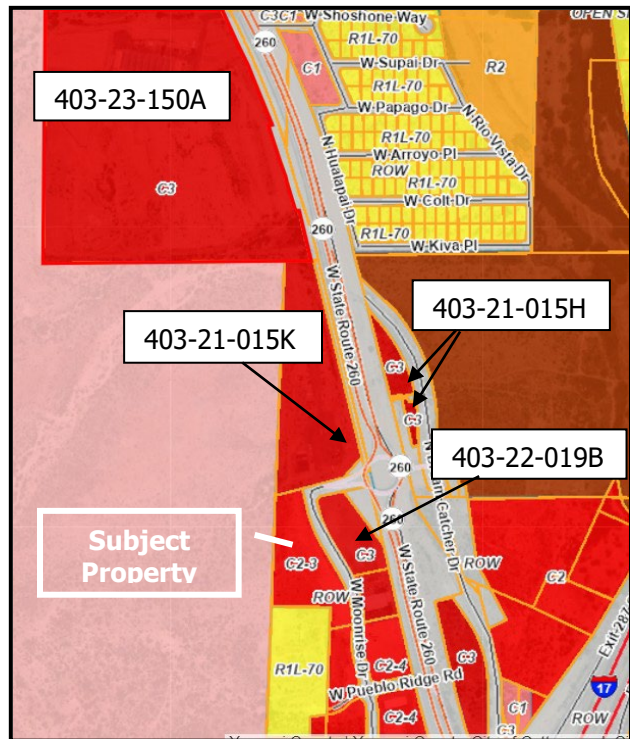 C3C1
W Shoshone Way
260
R1L-70
C1
W Supai Dr
R2
403-23-150A
R1L-70
W Papago Dr
N Rio Vista Dr
R1L-70
W Arroyo Pl
ROW
R1L-70
N Hualapai Dr
C3
W Colt Dr
260
R1L-70
W Kiva Pl
W State Route 260
403-21-015H
403-21-015K
C3
C3
260
403-22-019B
260
Subject
Property
C3
C2-3
ROW
C2
ROW
W State Route 260
W Moonrise Dr
C3
Exit-287
R1L-70
C2-4
W Pueblo Ridge Rd
17
C1
ROW
C2-4
C3